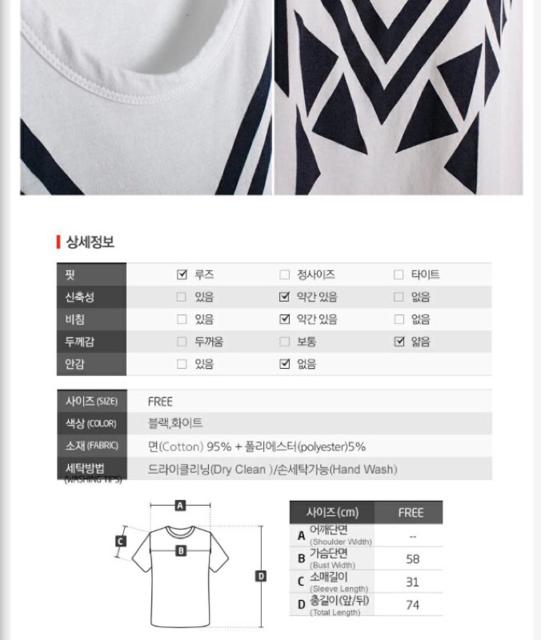 상세정보
핏 루즈 정사이즈 타이트
신축성 있음 약간 있음 없음
비침 있음 약간 있음 없음
두께감 두꺼움 보통 얇음
안감 있음 없음
사이즈 (SIZE) FREE
색상 (COLOR) 블랙,화이트
소재 (FABRIC) 면(Cotton) 95% + 폴리에스터(polyester)5%
세탁방법 드라이클리닝(Dry Clean )/손세탁가능(Hand Wash)
(WASHING TIPS)
A
C
B
D
사이즈 (cm) FREE
A 어깨단면 --
(Shoulder Width)
B 가슴단면 58
(Bust Width)
C 소매길이 31
(Sleeve Length)
D 총길이(앞/뒤) 74
(Total Length)